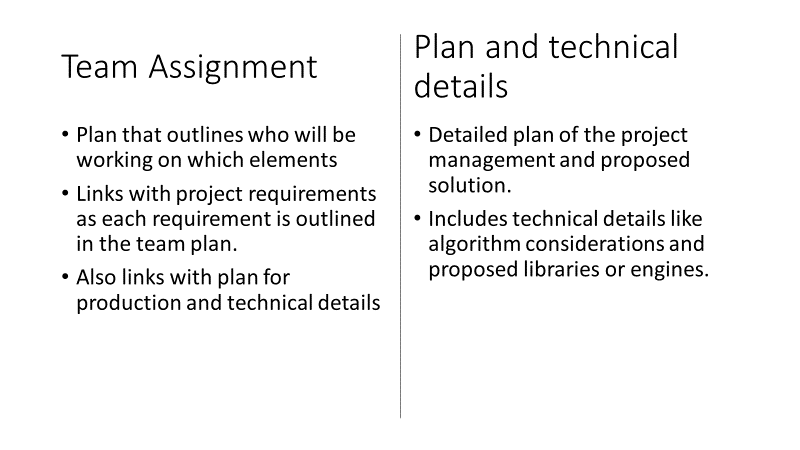 Team Assignment
• Plan that outlines who will be
working on which elements
• Links with project requirements
as each requirement is outlined
in the team plan.
• Also links with plan for
production and technical details
Plan and technical
details
• Detailed plan of the project
management and proposed
solution.
• Includes technical details like
algorithm considerations and
proposed libraries or engines.